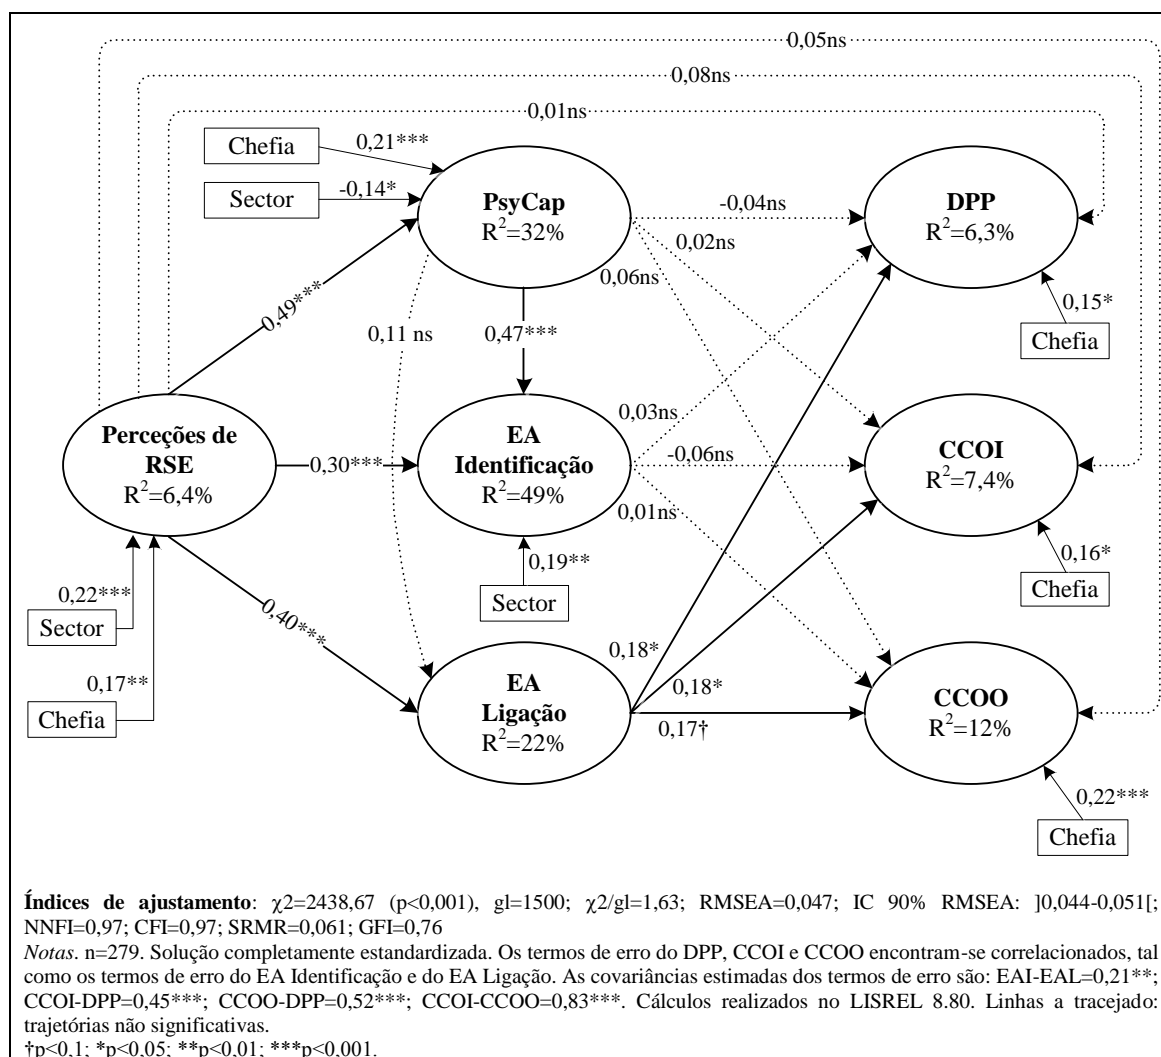 0,05ns
0,08ns
0,01ns
Chefia
0,21***
Sector
-0,14*
PsyCap
R²=32%
-0,04ns
0,02ns
0,06ns
DPP
R²=6,3%
0,15*
Chefia
0,49***
0,11 ns
0,47***
Perceções de
RSE
R²=6,4%
0,30***
EA
Identificação
R²=49%
0,03ns
-0,06ns
0,01ns
CCOI
R²=7,4%
0,16*
Chefia
0,22***
Sector
0,17**
Chefia
0,40***
0,19**
Sector
EA
Ligação
R²=22%
0,18*
0,18*
0,17†
CCOO
R²=12%
0,22***
Chefia
Índices de ajustamento: χ2=2438,67 (p<0,001), gl=1500; χ2/gl=1,63; RMSEA=0,047; IC 90% RMSEA: ]0,044-0,051[;
NNFI=0,97; CFI=0,97; SRMR=0,061; GFI=0,76
Notas. n=279. Solução completamente estandardizada. Os termos de erro do DPP, CCOI e CCOO encontram-se correlacionados, tal
como os termos de erro do EA Identificação e do EA Ligação. As covariâncias estimadas dos termos de erro são: EAI-EAL=0,21**;
CCOI-DPP=0,45***; CCOO-DPP=0,52***; CCOI-CCOO=0,83***. Cálculos realizados no LISREL 8.80. Linhas a tracejado:
trajetórias não significativas.
†p<0,1; *p<0,05; **p<0,01; ***p<0,001.